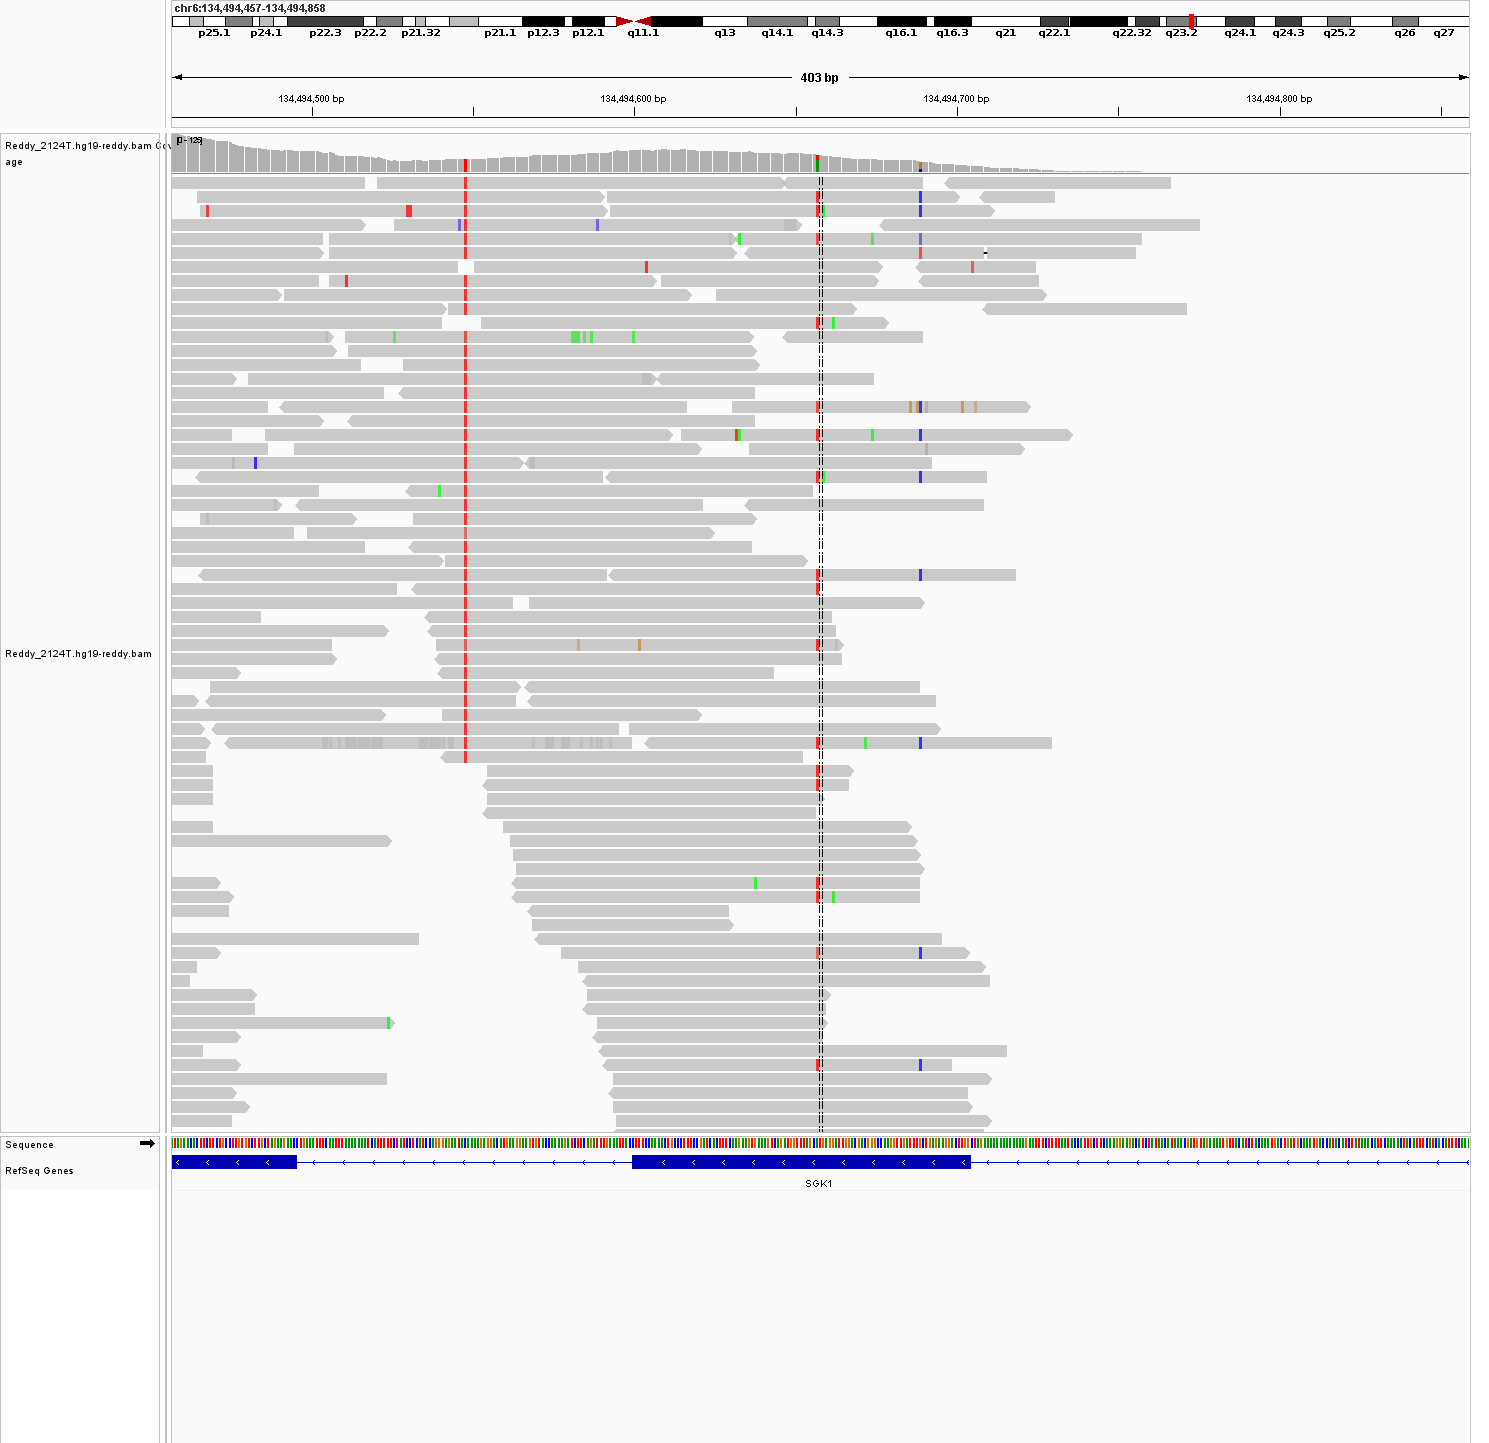 chr6:134,494,457-134,494,858
p25.1 p24.1 p22.3 p22.2 p21.32 p21.1 p12.3 p12.1 q11.1 q13 q14.1 q14.3 q16.1 q16.3 q21 q22.1 q22.32 q23.2 q24.1 q24.3 q25.2 q26 q27
403 bp
134,494,500 bp 134,494,600 bp 134,494,700 bp 134,494,800 bp
[0 - 125]
Reddy_2124T.hg19-reddy.bam Cov
age
Reddy_2124T.hg19-reddy.bam
Sequence
RefSeq Genes
SGK1